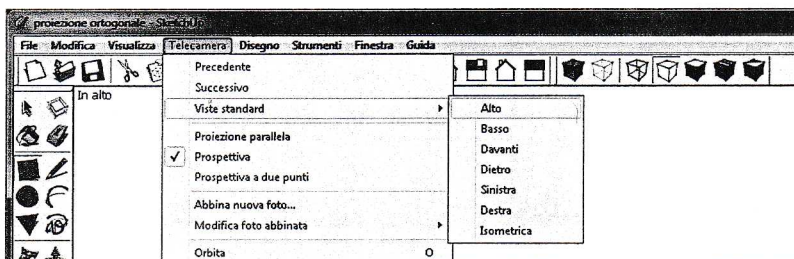 proiezione ortogonale - SketchUp
File Modifica Visualizza Telecamera Disegno Strumenti Finestra Guida
In alto
Precedente
Successivo
Viste standard
Proiezione parallela
Prospettiva
Prospettiva a due punti
Abbina nuova foto...
Modifica foto abbinata
Orbita O
Alto
Basso
Davanti
Dietro
Sinistra
Destra
Isometrica